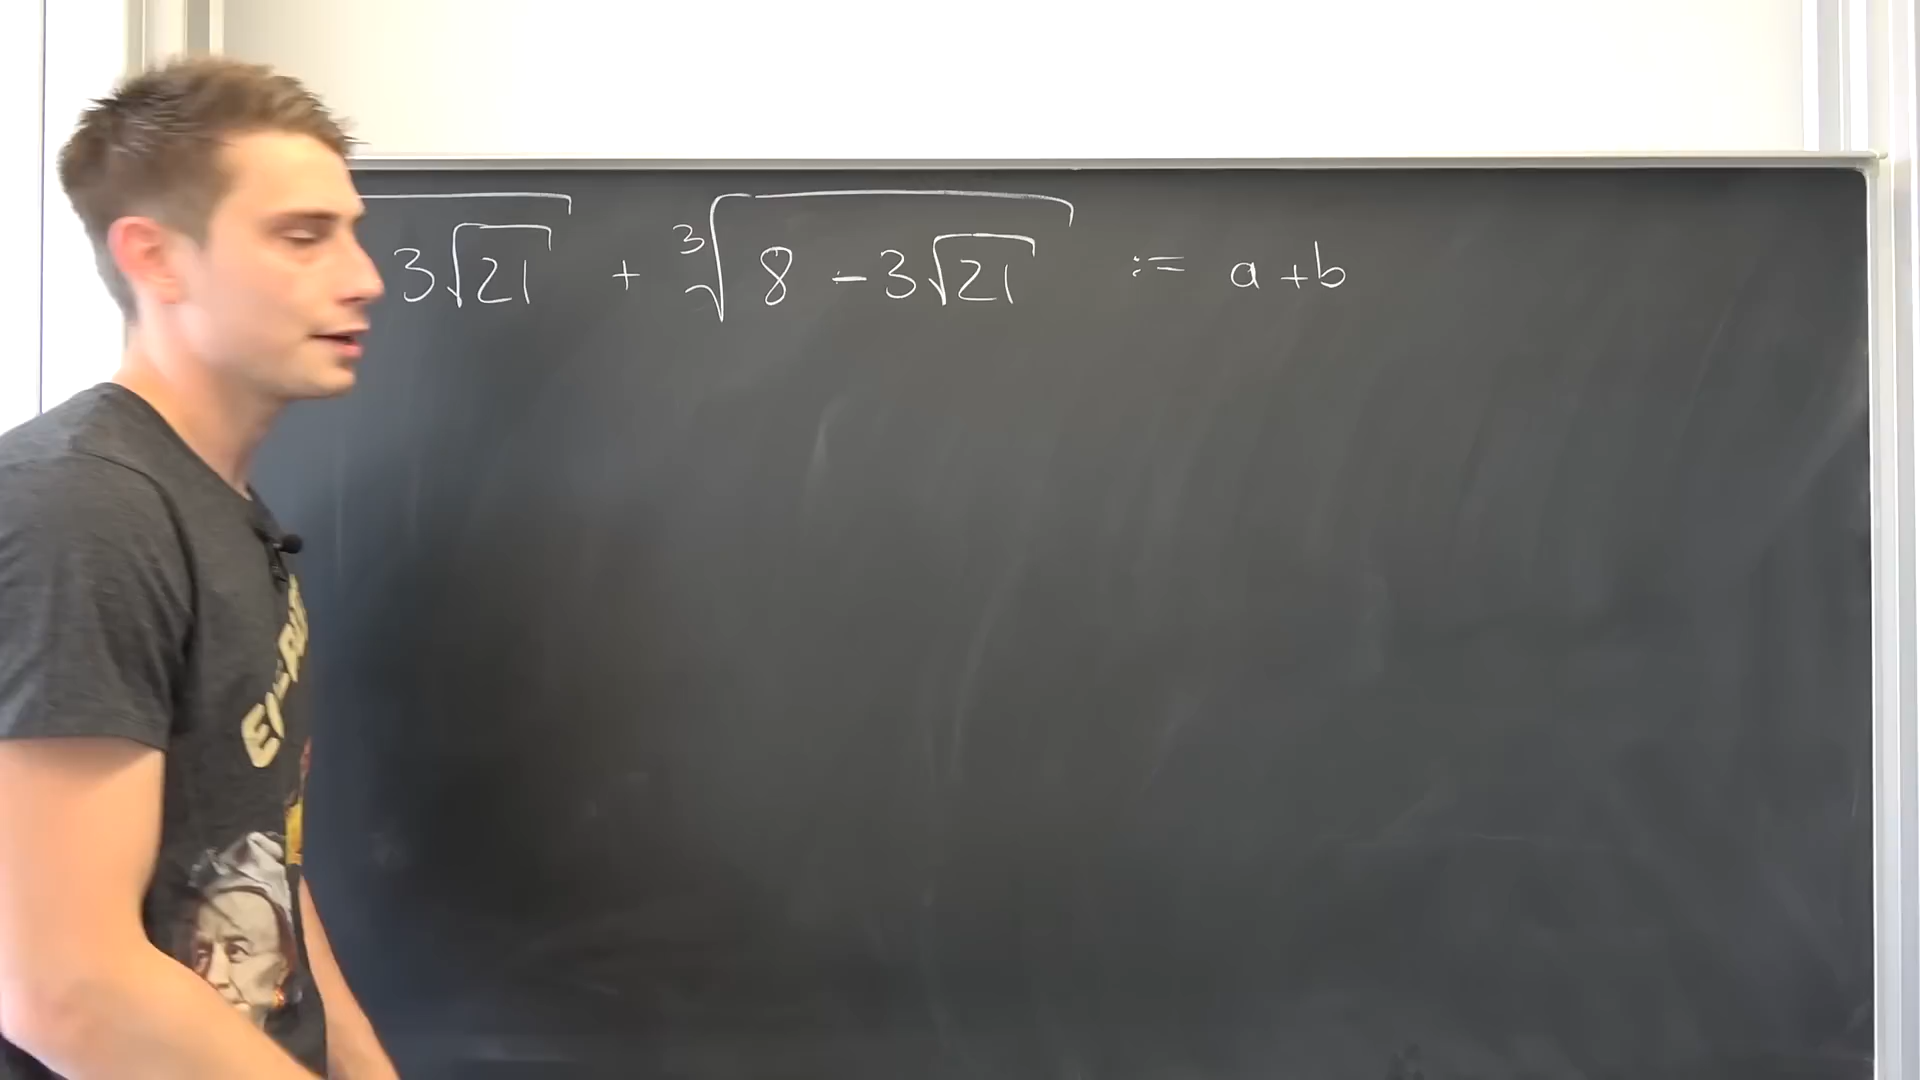 3√21 + ∛(8 - 3√21) := a + b